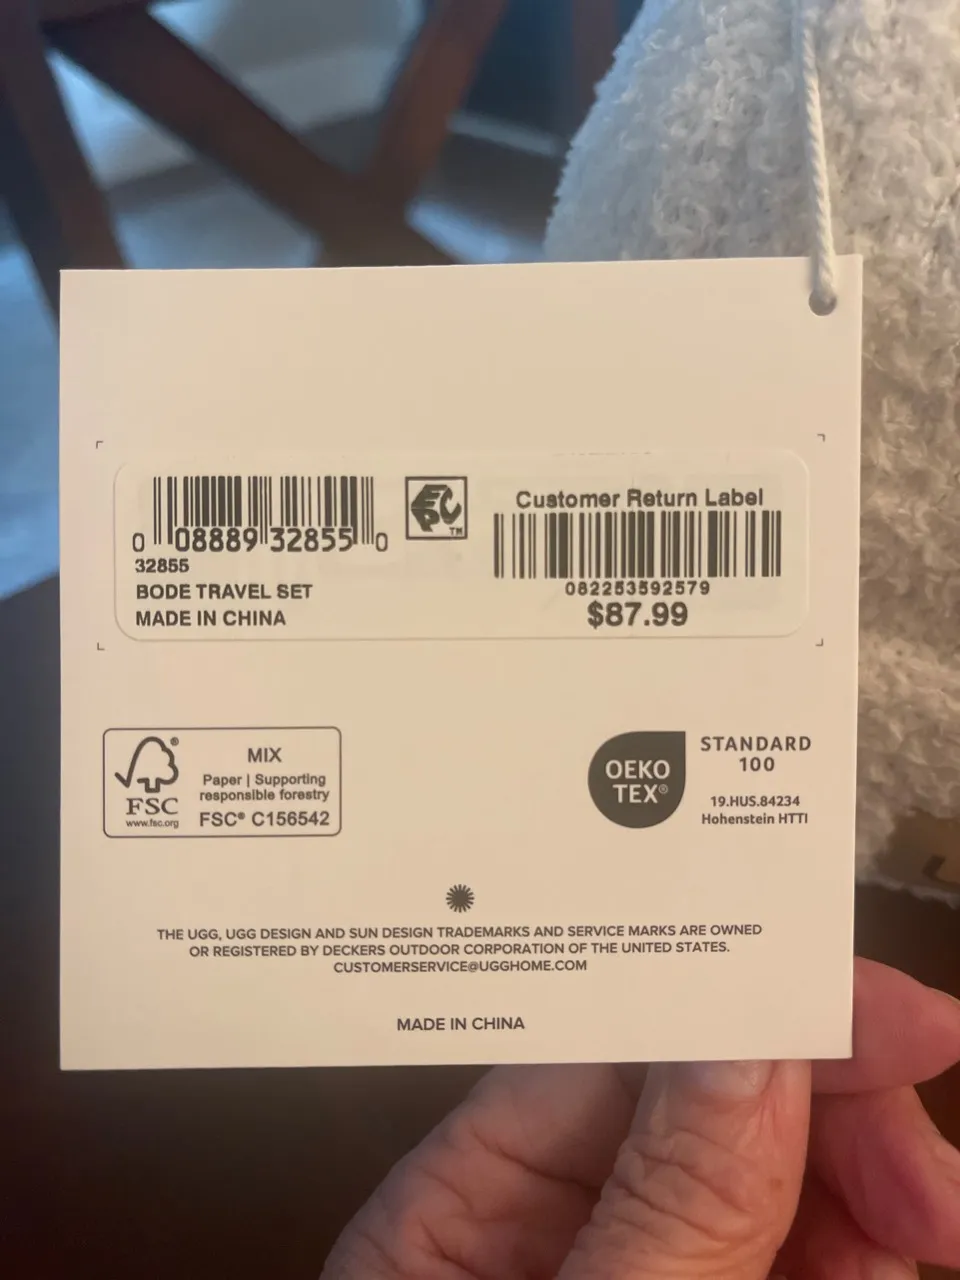 Customer Return Label
0 08889 32855 0
EPC
TM
32855
BODE TRAVEL SET
MADE IN CHINA
082253592579
$87.99
FSC
®
www.fsc.org
MIX
Paper | Supporting
responsible forestry
FSC® C156542
OEKO
TEX®
STANDARD
100
19.HUS.84234
Hohenstein HTTI
THE UGG, UGG DESIGN AND SUN DESIGN TRADEMARKS AND SERVICE MARKS ARE OWNED
OR REGISTERED BY DECKERS OUTDOOR CORPORATION OF THE UNITED STATES.
CUSTOMERSERVICE@UGGHOME.COM
MADE IN CHINA